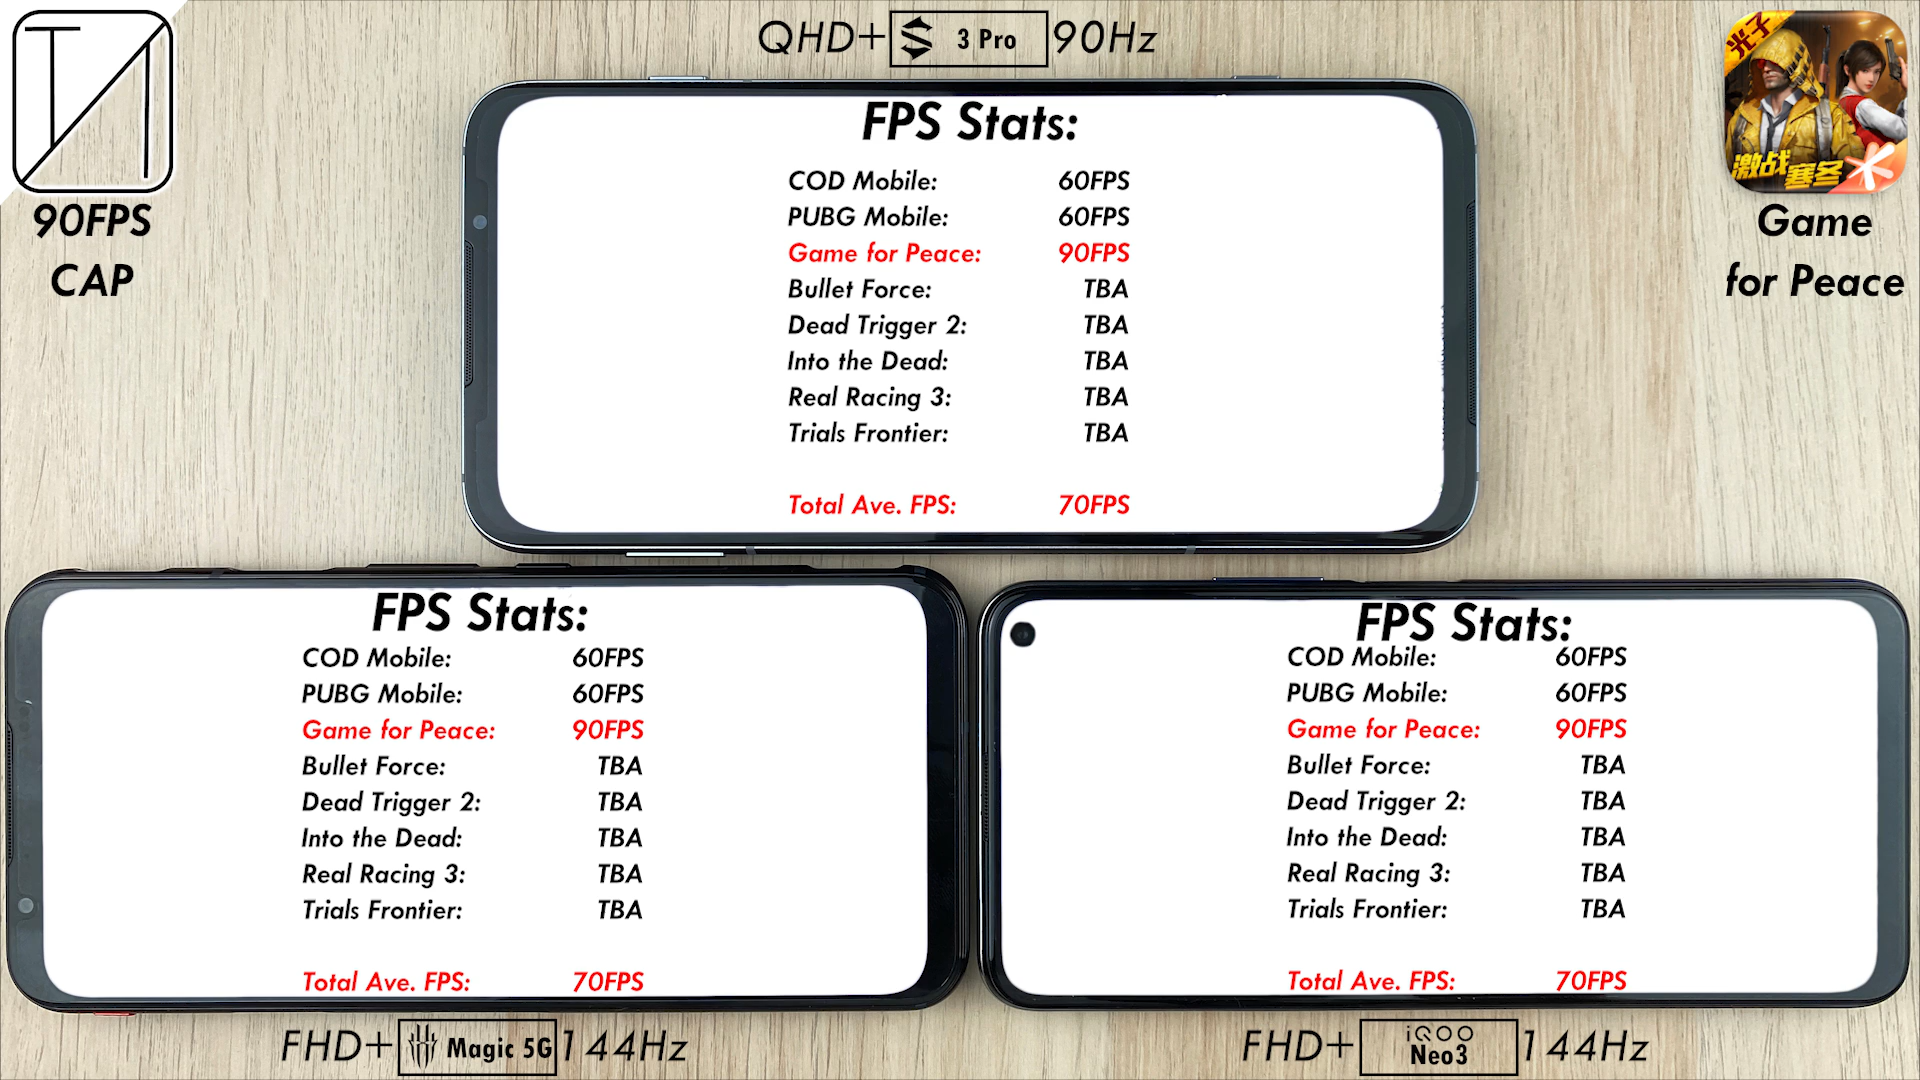 QHD+ 3 Pro 90Hz
90FPS
CAP
光子
激战
寒冬
Game
for Peace
FPS Stats:
COD Mobile: 60FPS
PUBG Mobile: 60FPS
Game for Peace: 90FPS
Bullet Force: TBA
Dead Trigger 2: TBA
Into the Dead: TBA
Real Racing 3: TBA
Trials Frontier: TBA
Total Ave. FPS: 70FPS
FPS Stats:
COD Mobile: 60FPS
PUBG Mobile: 60FPS
Game for Peace: 90FPS
Bullet Force: TBA
Dead Trigger 2: TBA
Into the Dead: TBA
Real Racing 3: TBA
Trials Frontier: TBA
Total Ave. FPS: 70FPS
FHD+ Magic 5G 144Hz
FPS Stats:
COD Mobile: 60FPS
PUBG Mobile: 60FPS
Game for Peace: 90FPS
Bullet Force: TBA
Dead Trigger 2: TBA
Into the Dead: TBA
Real Racing 3: TBA
Trials Frontier: TBA
Total Ave. FPS: 70FPS
FHD+ iQOO Neo3 144Hz